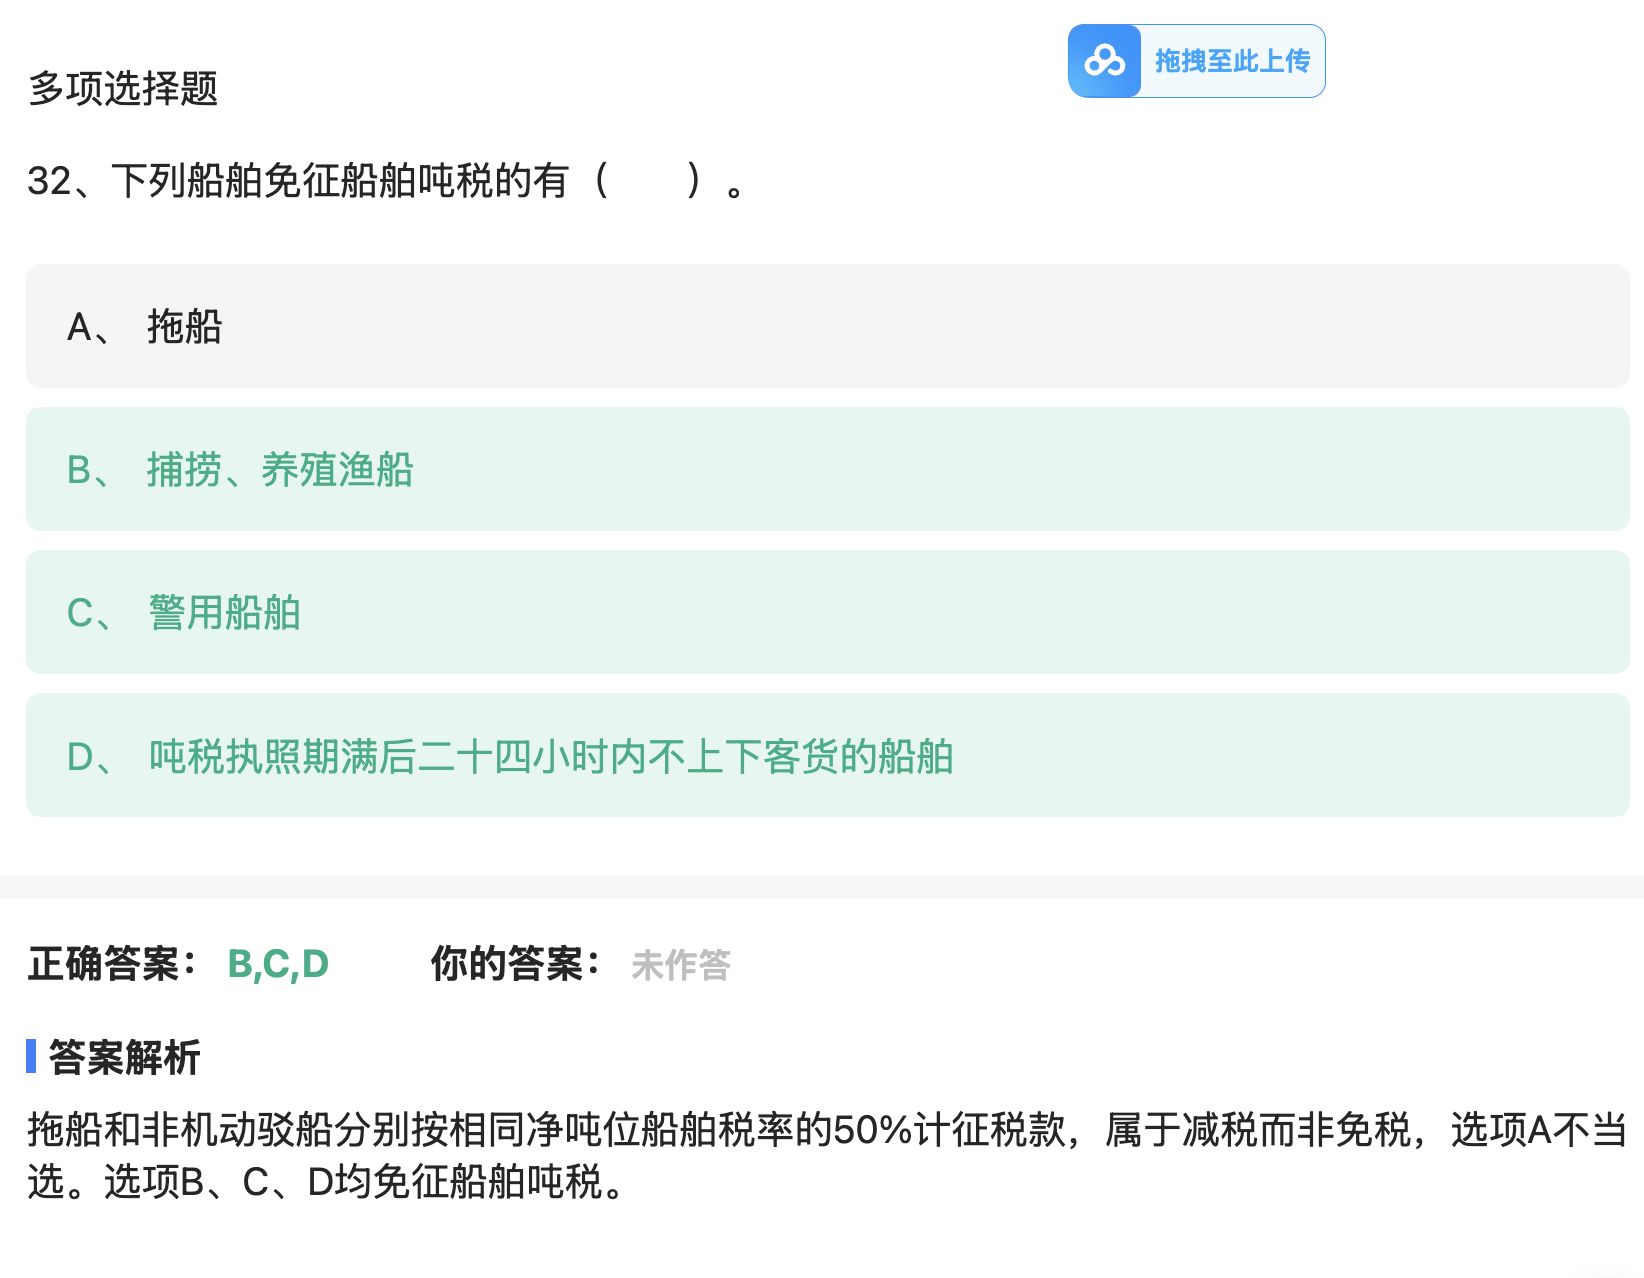 拖拽至此上传
多项选择题
32、下列船舶免征船舶吨税的有（　　）。
A、 拖船
B、 捕捞、养殖渔船
C、 警用船舶
D、 吨税执照期满后二十四小时内不上下客货的船舶
正确答案： B,C,D 你的答案： 未作答
答案解析
拖船和非机动驳船分别按相同净吨位船舶税率的50%计征税款，属于减税而非免税，选项A不当
选。选项B、C、D均免征船舶吨税。